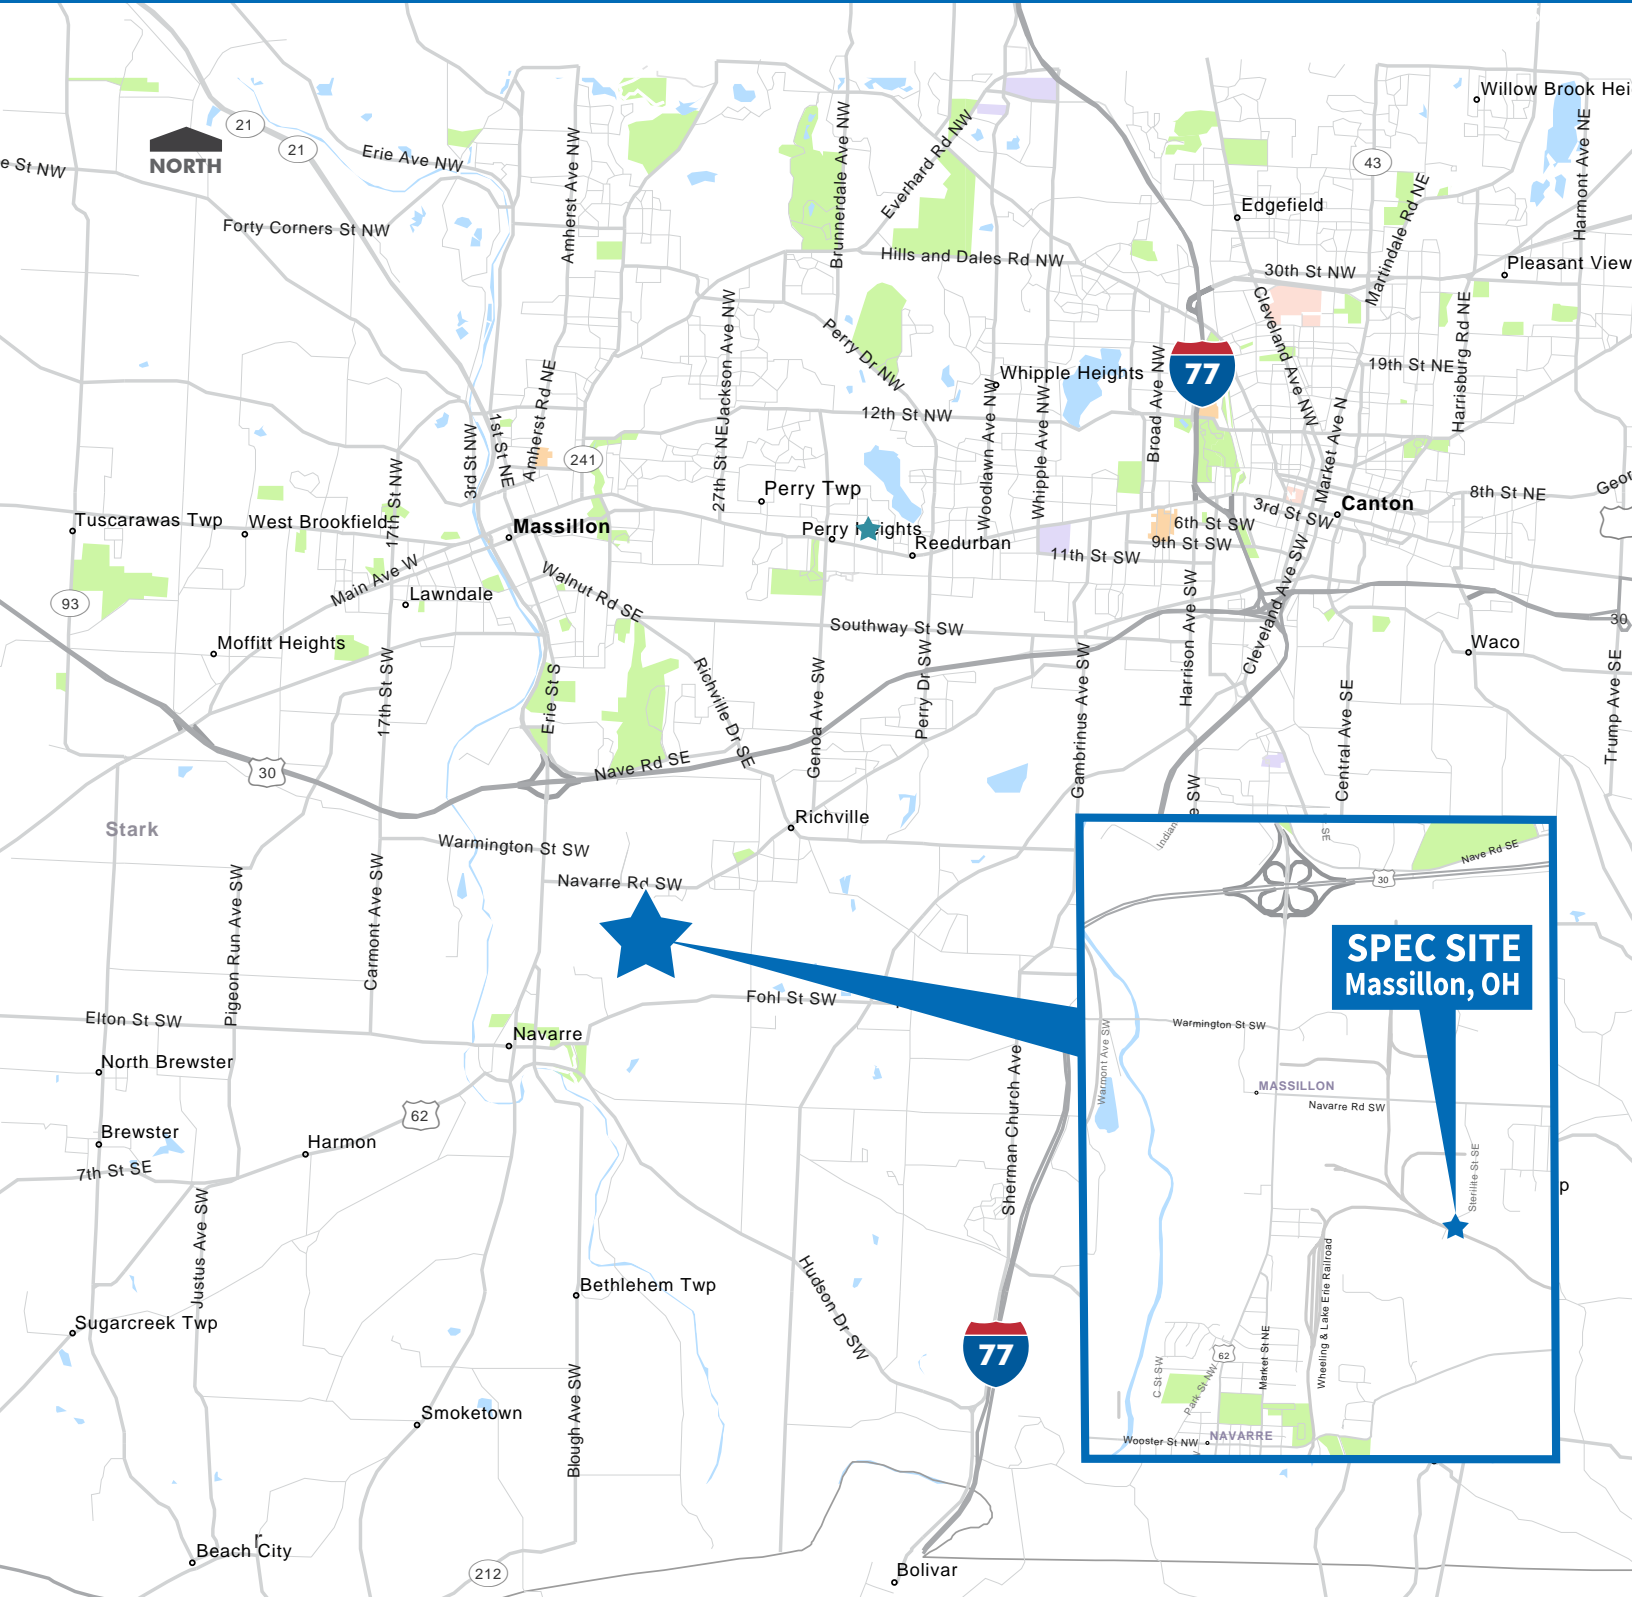 Willow Brook Hei
21
21
NORTH
e St NW
Erie Ave NW
Forty Corners St NW
Amherst Ave NW
Brunnerdale Ave NW
Everhard Rd NW
Hills and Dales Rd NW
43
Edgefield
Martindale Rd NE
Harmont Ave NE
Pleasant View
30th St NW
Cleveland Ave NW
Harrisburg Rd NE
19th St NE
77
Perry Dr NW
Whipple Heights
Broad Ave NW
12th St NW
Woodlawn Ave NW
Whipple Ave NW
27th St NE
Jackson Ave NW
Amherst Rd NE
1st St NE
3rd St NW
241
17th St NW
Market Ave N
8th St NE
Geor
Canton
3rd St SW
6th St SW
9th St SW
11th St SW
Perry Twp
Perry Heights
Reedurban
Massillon
Tuscarawas Twp
West Brookfield
Main Ave W
Lawndale
93
Moffitt Heights
Walnut Rd SE
Southway St SW
30
Waco
Trump Ave SE
Central Ave SE
Cleveland Ave SW
Harrison Ave SW
Gambrinus Ave SW
Perry Dr SW
Genoa Ave SW
Richville Dr SE
Erie St S
17th St SW
Nave Rd SE
30
Stark
Richville
Warmington St SW
Navarre Rd SW
e SW
Pigeon Run Ave SW
Carmont Ave SW
Fohl St SW
Elton St SW
Navarre
North Brewster
62
Brewster
Harmon
7th St SE
Justus Ave SW
Sherman Church Ave
Hudson Dr SW
Bethlehem Twp
Sugarcreek Twp
77
Smoketown
Blough Ave SW
Beach City
r
212
Bolivar
p
Indian
SE
Nave Rd SE
30
SPEC SITE
Massillon, OH
Warmington St SW
Warmont Ave SW
MASSILLON
Navarre Rd SW
Sterilite St SE
Wheeling & Lake Erie Railroad
62
Market St NE
C St SW
Park St NW
Wooster St NW
NAVARRE